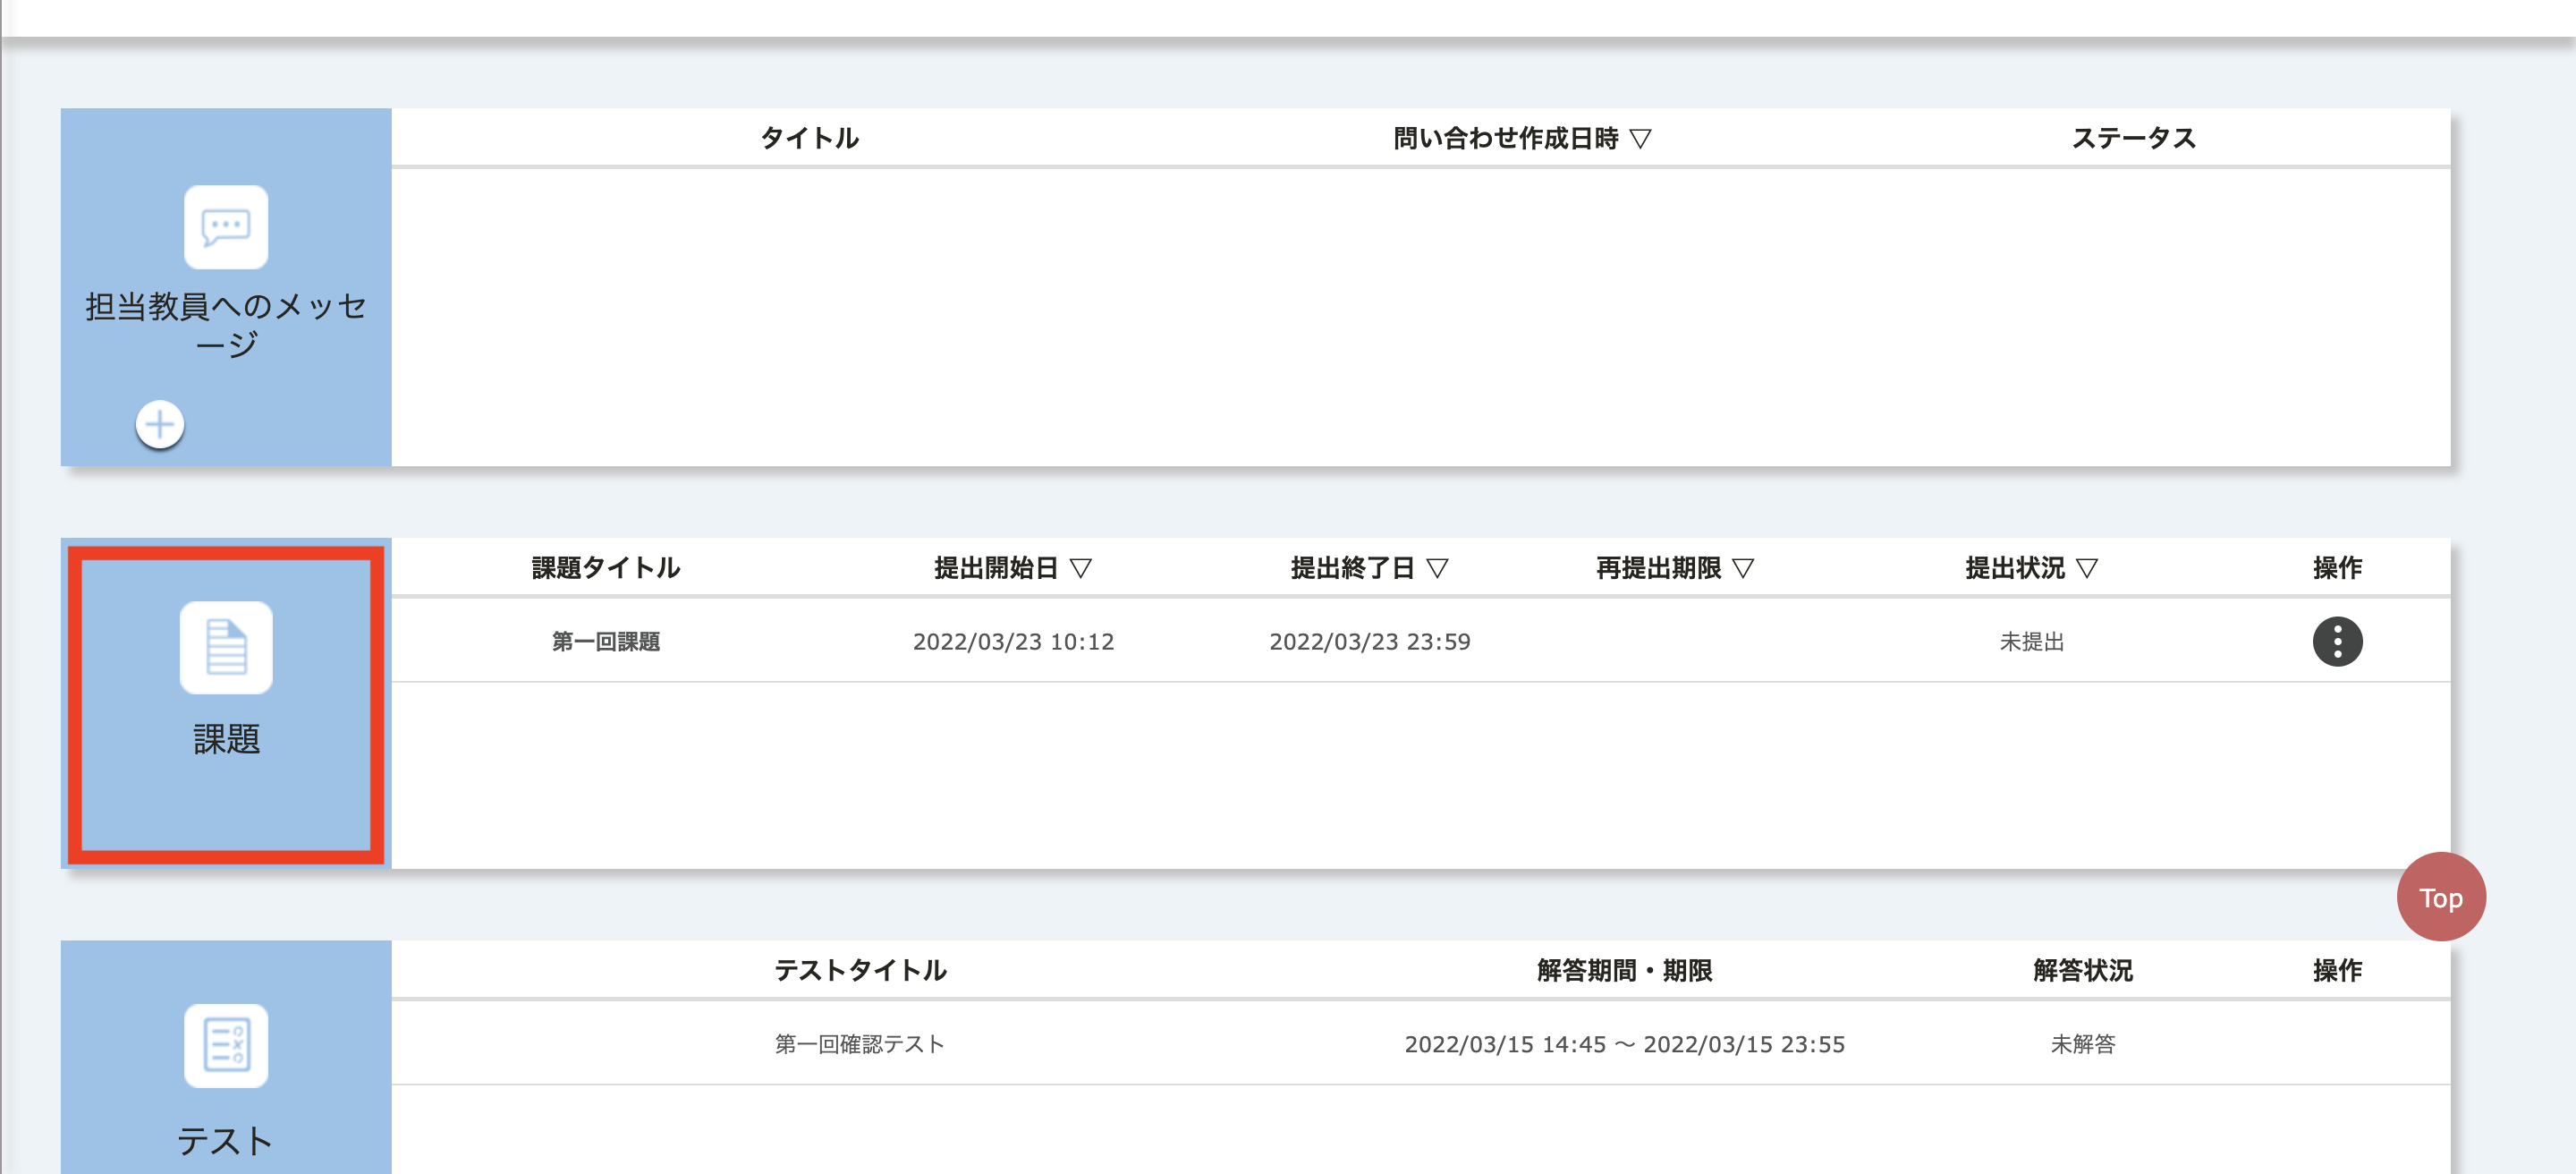 タイトル 問い合わせ作成日時 ▽ ステータス
担当教員へのメッセ
ージ
課題タイトル 提出開始日 ▽ 提出終了日 ▽ 再提出期限 ▽ 提出状況 ▽ 操作
第一回課題 2022/03/23 10:12 2022/03/23 23:59 未提出
課題
Top
テストタイトル 解答期間・期限 解答状況 操作
第一回確認テスト 2022/03/15 14:45 ～ 2022/03/15 23:55 未解答
テスト